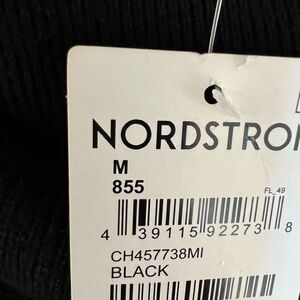 NORDSTRO
M
855
FL_49
4 39115 92273 8
CH457738MI
BLACK